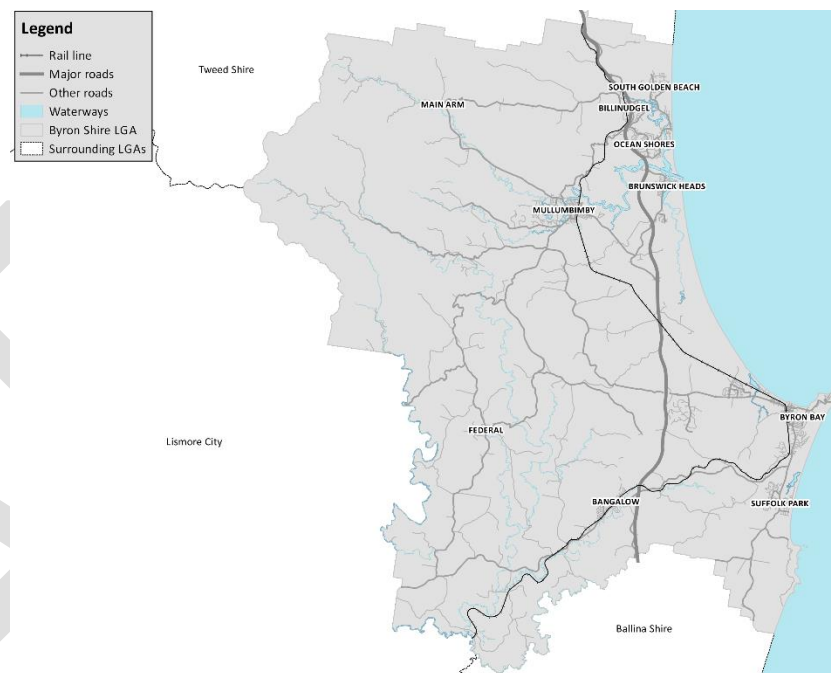 Legend
Rail line
Major roads
Other roads
Waterways
Byron Shire LGA
Surrounding LGAs
Tweed Shire
SOUTH GOLDEN BEACH
MAIN ARM
BILLINUDGEL
OCEAN SHORES
BRUNSWICK HEADS
MULLUMBIMBY
BYRON BAY
FEDERAL
Lismore City
BANGALOW
SUFFOLK PARK
Ballina Shire